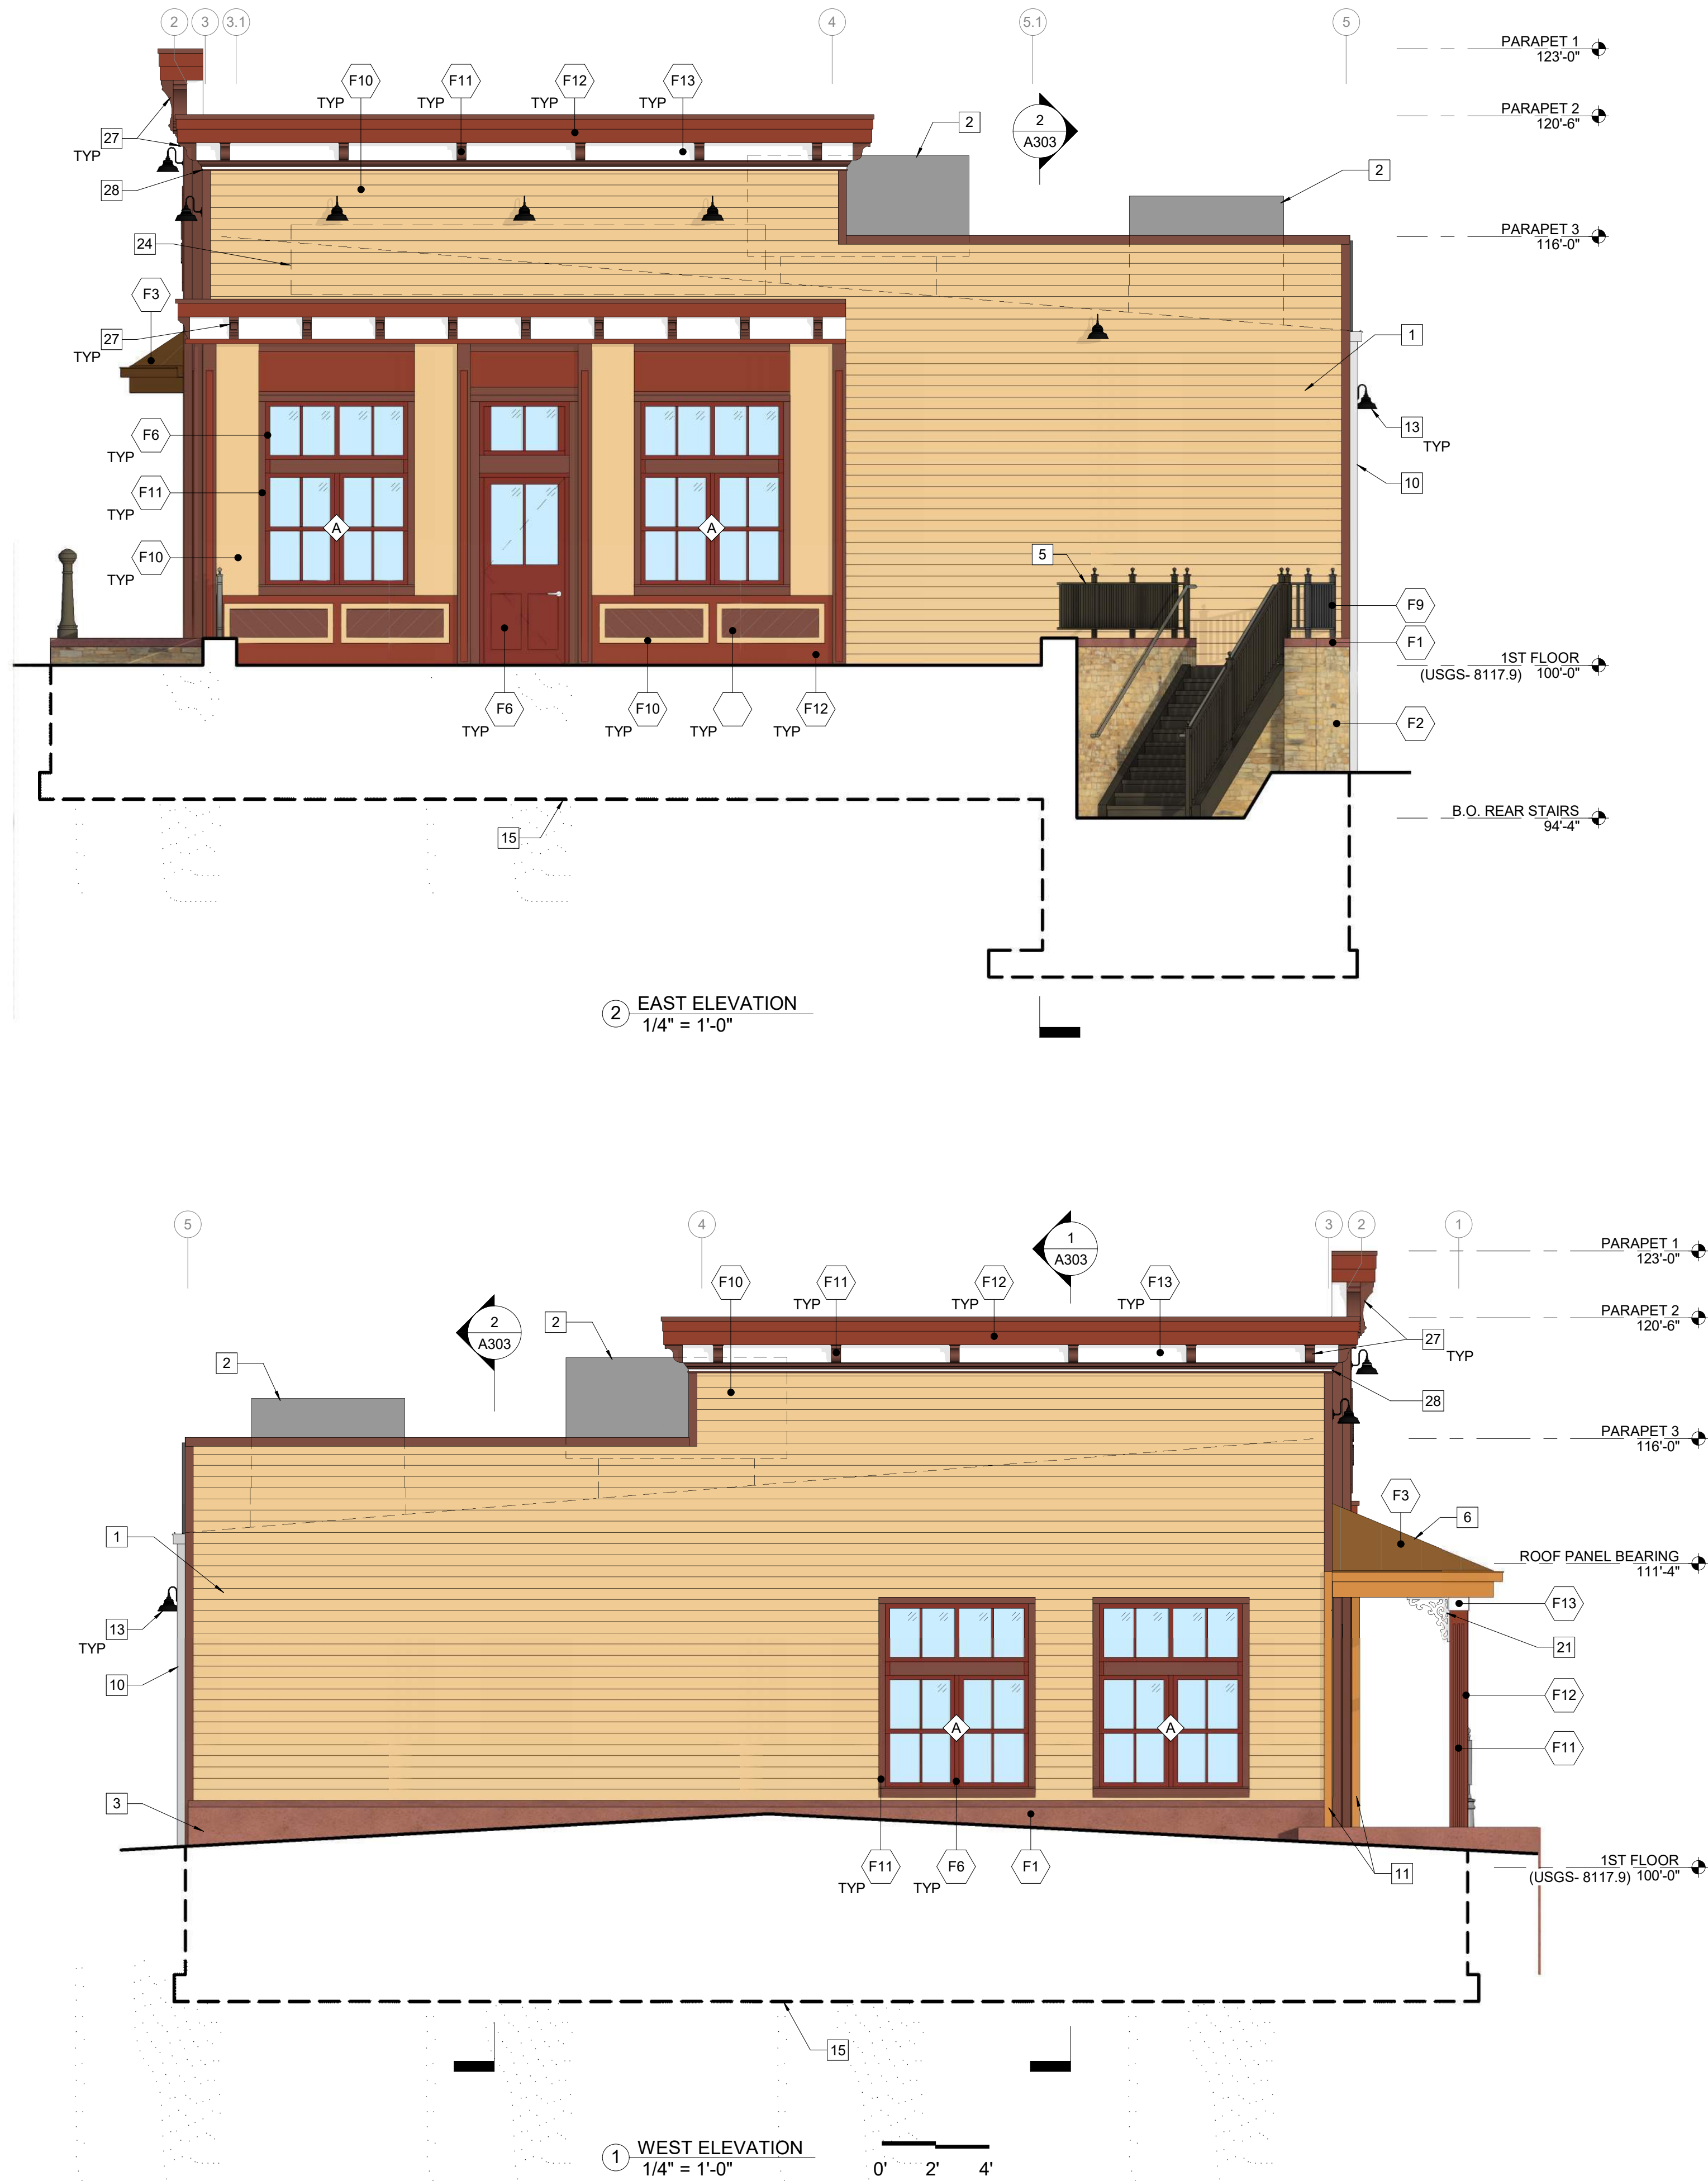 2 3 3.1 4 5.1 5
PARAPET 1
123'-0"
F10 F11 F12 F13
TYP TYP TYP TYP
PARAPET 2
120'-6"
2
2
A303
27
TYP
2
28
PARAPET 3
116'-0"
24
F3
27
TYP
1
F6
TYP
13
TYP
F11
TYP
10
A A
F10
TYP
5
F9
F1
1ST FLOOR
(USGS- 8117.9) 100'-0"
F6 F10 F12
TYP TYP TYP TYP
F2
15
B.O. REAR STAIRS
94'-4"
2 EAST ELEVATION
1/4" = 1'-0"
5 4 3 2 1
1
A303
PARAPET 1
123'-0"
F10 F11 F12 F13
TYP TYP TYP
2
A303
2
PARAPET 2
120'-6"
27
TYP
2
28
PARAPET 3
116'-0"
F3
6
1
ROOF PANEL BEARING
111'-4"
F13
13
TYP
21
10
F12
A A
F11
3
F11 F6 F1
TYP TYP
11
1ST FLOOR
(USGS- 8117.9) 100'-0"
15
1 WEST ELEVATION
1/4" = 1'-0"
0' 2' 4'